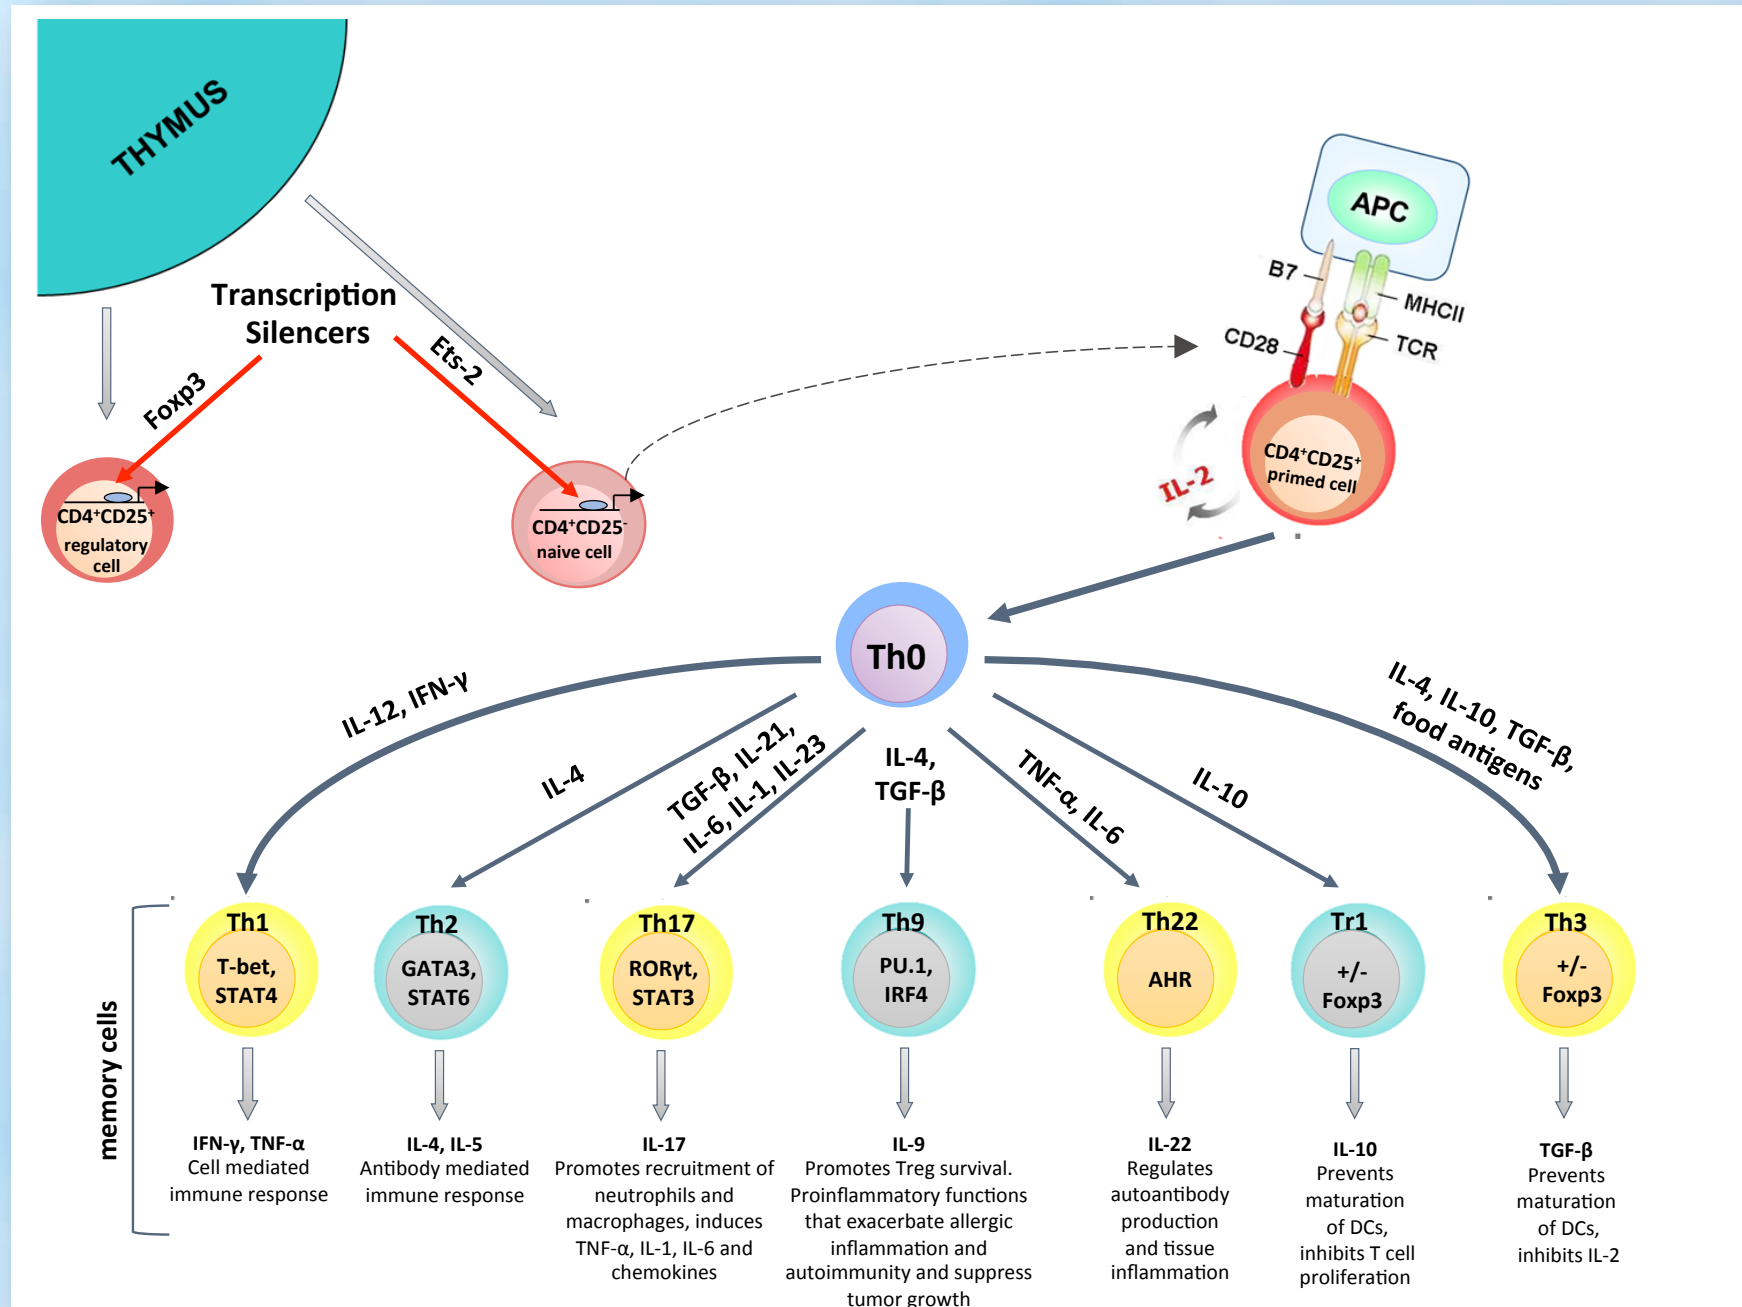 THYMUS
Transcription
Silencers
Foxp3
Ets-2
CD4⁺CD25⁺
regulatory
cell
CD4⁺CD25⁻
naive cell
APC
B7
MHCII
CD28
TCR
CD4⁺CD25⁺
primed cell
IL-2
Th0
IL-12, IFN-γ
IL-4
TGF-β, IL-21,
IL-6, IL-1, IL-23
IL-4,
TGF-β
TNF-α, IL-6
IL-10
IL-4, IL-10, TGF-β,
food antigens
memory cells
Th1
T-bet,
STAT4
Th2
GATA3,
STAT6
Th17
RORγt,
STAT3
Th9
PU.1,
IRF4
Th22
AHR
Tr1
+/-
Foxp3
Th3
+/-
Foxp3
IFN-γ, TNF-α
Cell mediated
immune response
IL-4, IL-5
Antibody mediated
immune response
IL-17
Promotes recruitment of
neutrophils and
macrophages, induces
TNF-α, IL-1, IL-6 and
chemokines
IL-9
Promotes Treg survival.
Proinflammatory functions
that exacerbate allergic
inflammation and
autoimmunity and suppress
tumor growth
IL-22
Regulates
autoantibody
production
and tissue
inflammation
IL-10
Prevents
maturation
of DCs,
inhibits T cell
proliferation
TGF-β
Prevents
maturation
of DCs,
inhibits IL-2